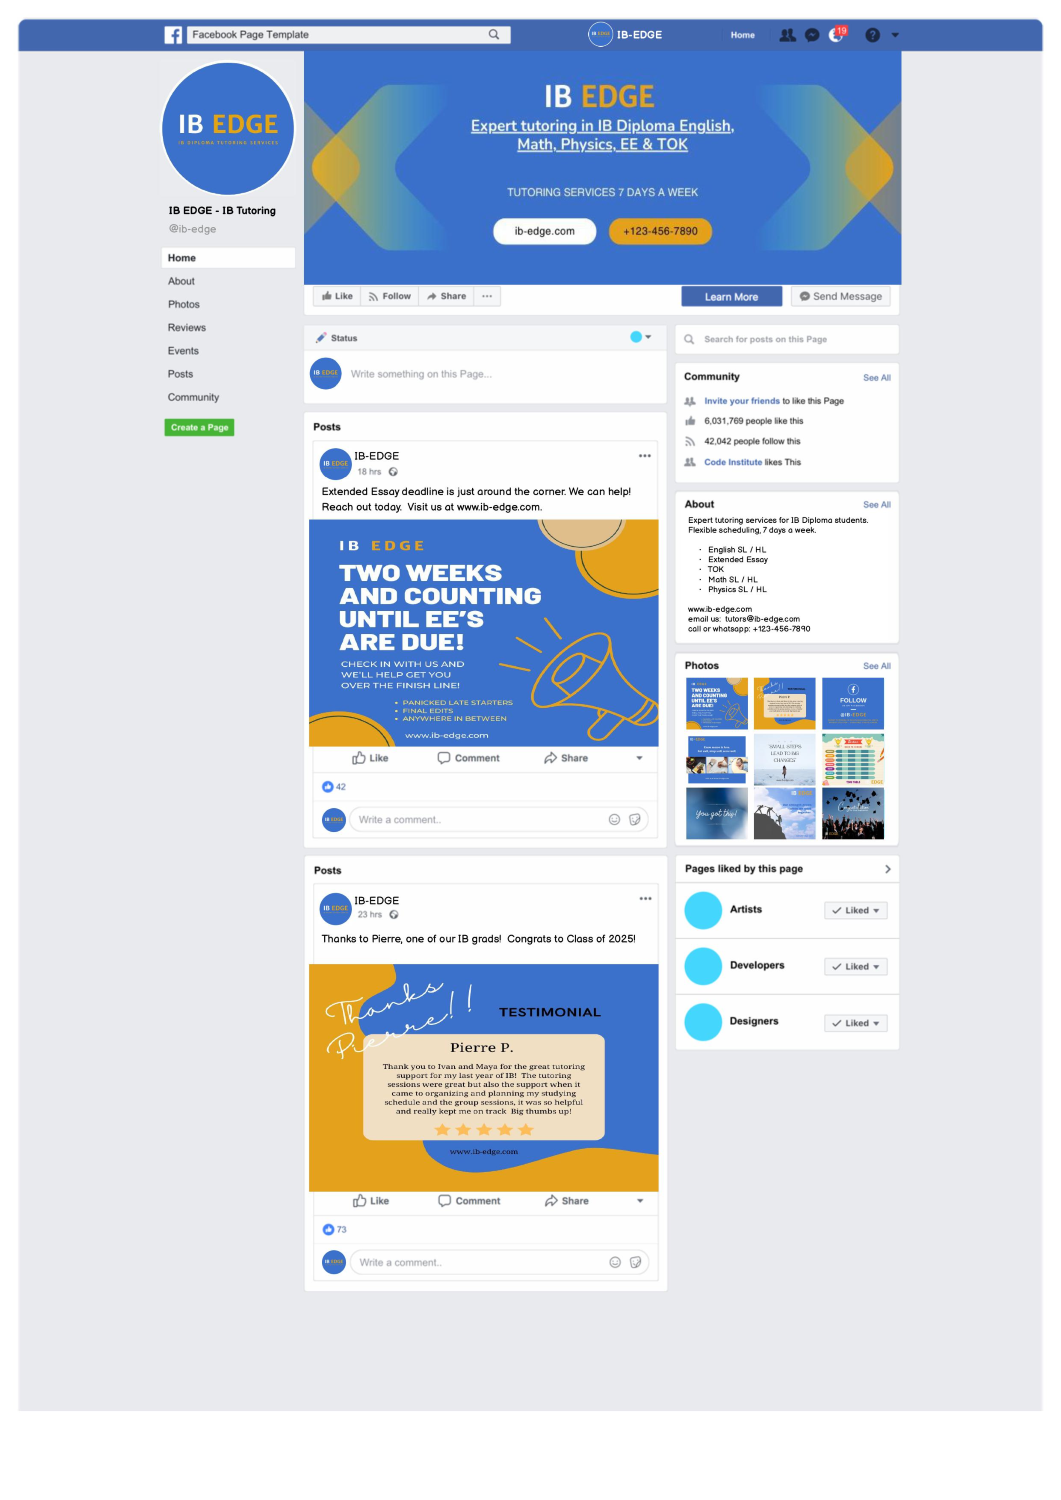 Facebook Page Template
IB EDGE
IB-EDGE
Home
19
?
IB EDGE
IB DIPLOMA TUTORING SERVICES
IB EDGE - IB Tutoring
@ib-edge
Home
About
Photos
Reviews
Events
Posts
Community
Create a Page
IB EDGE
Expert tutoring in IB Diploma English,
Math, Physics, EE & TOK
TUTORING SERVICES 7 DAYS A WEEK
ib-edge.com
+123-456-7890
Like
Follow
Share
...
Learn More
Send Message
Status
IB EDGE
Write something on this Page...
Posts
IB EDGE
IB-EDGE
18 hrs
Extended Essay deadline is just around the corner. We can help!
Reach out today. Visit us at www.ib-edge.com.
IB EDGE
TWO WEEKS
AND COUNTING
UNTIL EE'S
ARE DUE!
CHECK IN WITH US AND
WE'LL HELP GET YOU
OVER THE FINISH LINE!
• PANICKED LATE STARTERS
• FINAL EDITS
• ANYWHERE IN BETWEEN
www.ib-edge.com
Like
Comment
Share
42
IB EDGE
Write a comment..
Posts
IB EDGE
IB-EDGE
23 hrs
Thanks to Pierre, one of our IB grads! Congrats to Class of 2025!
Thanks
Pierre!!
TESTIMONIAL
Pierre P.
Thank you to Ivan and Maya for the great tutoring
support for my last year of IB! The tutoring
sessions were great but also the support when it
came to organizing and planning my studying
schedule and the group sessions, it was so helpful
and really kept me on track Big thumbs up!
www.ib-edge.com
Like
Comment
Share
73
IB EDGE
Write a comment..
Search for posts on this Page
Community
See All
Invite your friends to like this Page
6,031,769 people like this
42,042 people follow this
Code Institute likes This
About
See All
Expert tutoring services for IB Diploma students.
Flexible scheduling, 7 days a week.
· English SL / HL
· Extended Essay
· TOK
· Math SL / HL
· Physics SL / HL
www.ib-edge.com
email us: tutors@ib-edge.com
call or whatsapp: +123-456-7890
Photos
See All
TWO WEEKS
AND COUNTING
UNTIL EE'S
ARE DUE!
TESTIMONIAL
FOLLOW
@IB-EDGE
SMALL STEPS
LEAD TO BIG
CHANGES
You got this!
Pages liked by this page
Artists
Liked
Developers
Liked
Designers
Liked